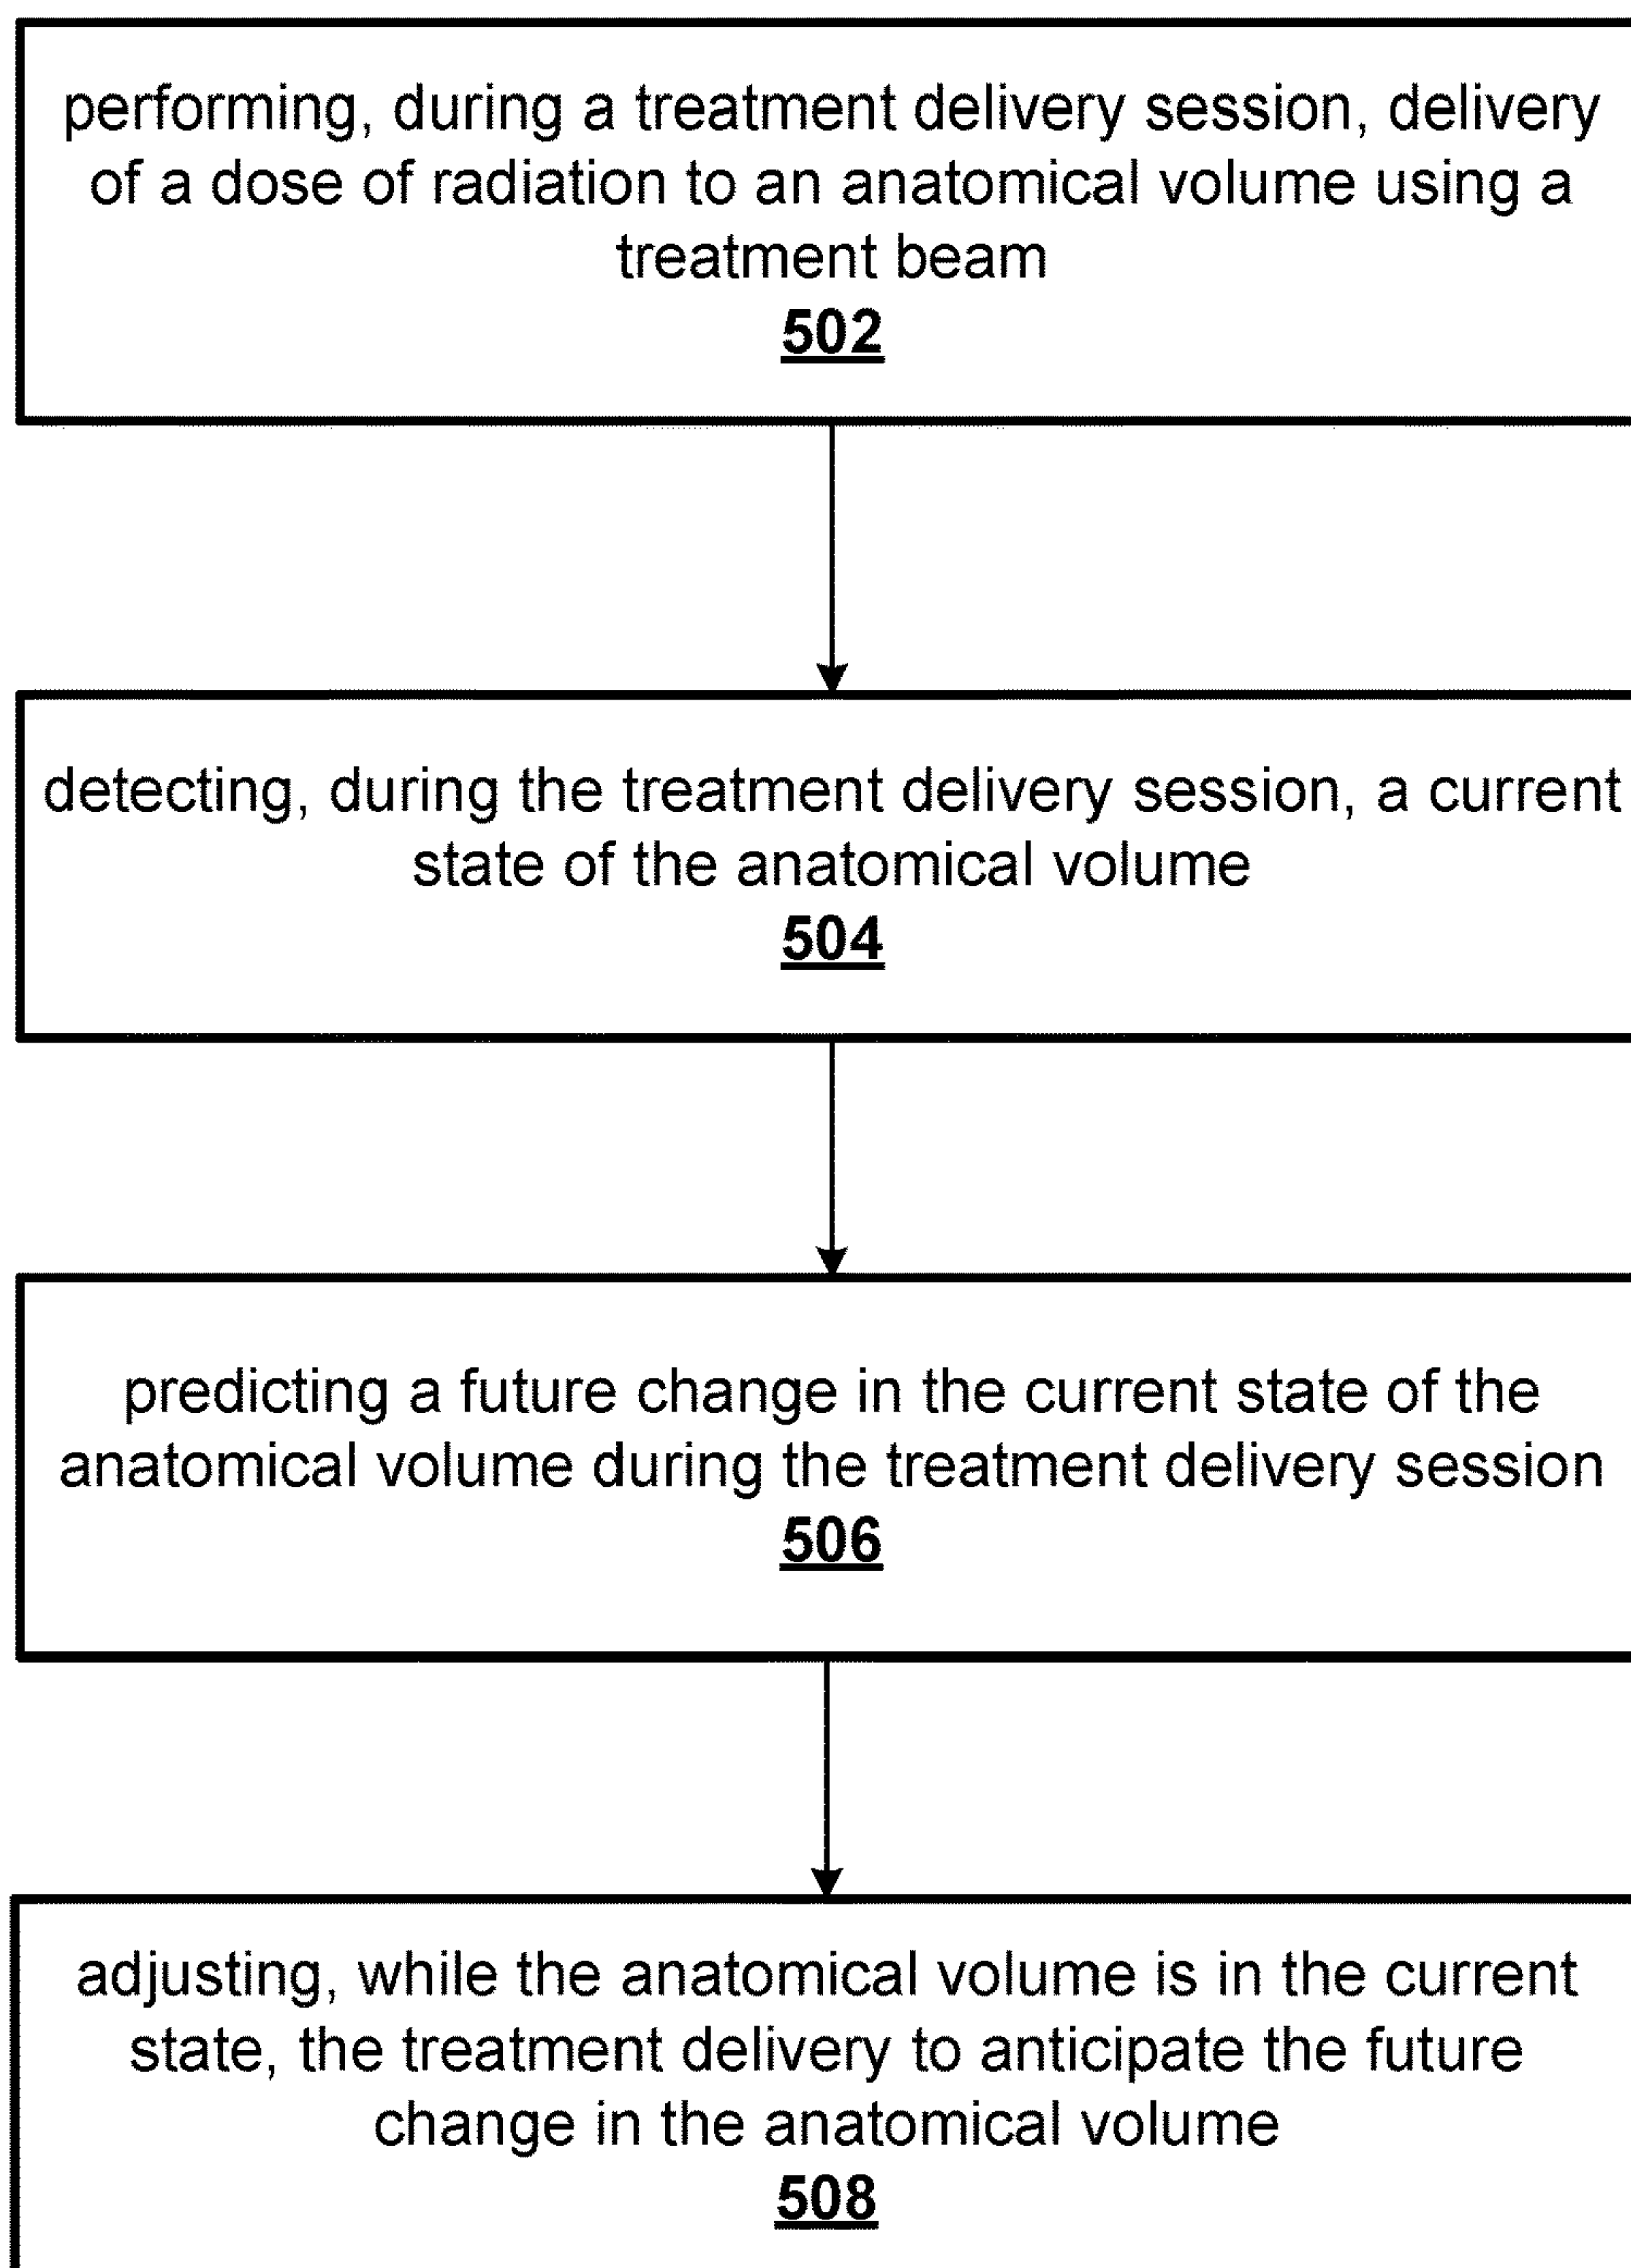 performing, during a treatment delivery session, delivery
of a dose of radiation to an anatomical volume using a
treatment beam
502
detecting, during the treatment delivery session, a current
state of the anatomical volume
504
predicting a future change in the current state of the
anatomical volume during the treatment delivery session
506
adjusting, while the anatomical volume is in the current
state, the treatment delivery to anticipate the future
change in the anatomical volume
508